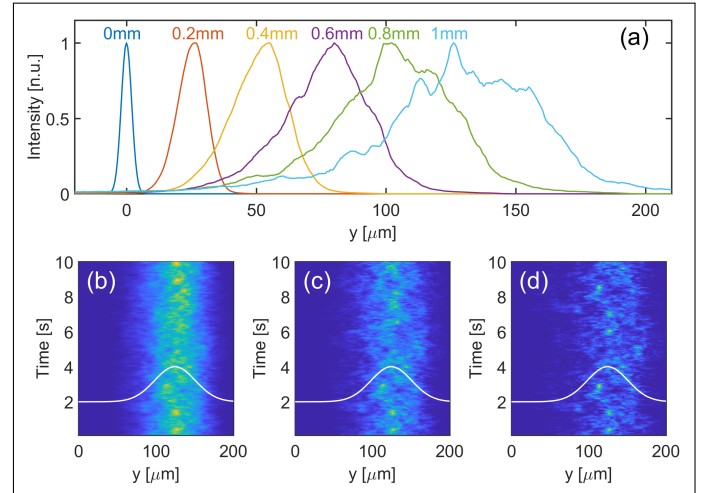 0mm 0.2mm 0.4mm 0.6mm 0.8mm 1mm (a)
Intensity [n.u.]
1
0.5
0
0 50 100 150 200
y [μm]
(b) (c) (d)
Time [s] Time [s] Time [s]
10 10 10
8 8 8
6 6 6
4 4 4
2 2 2
0 100 200 0 100 200 0 100 200
y [μm] y [μm] y [μm]